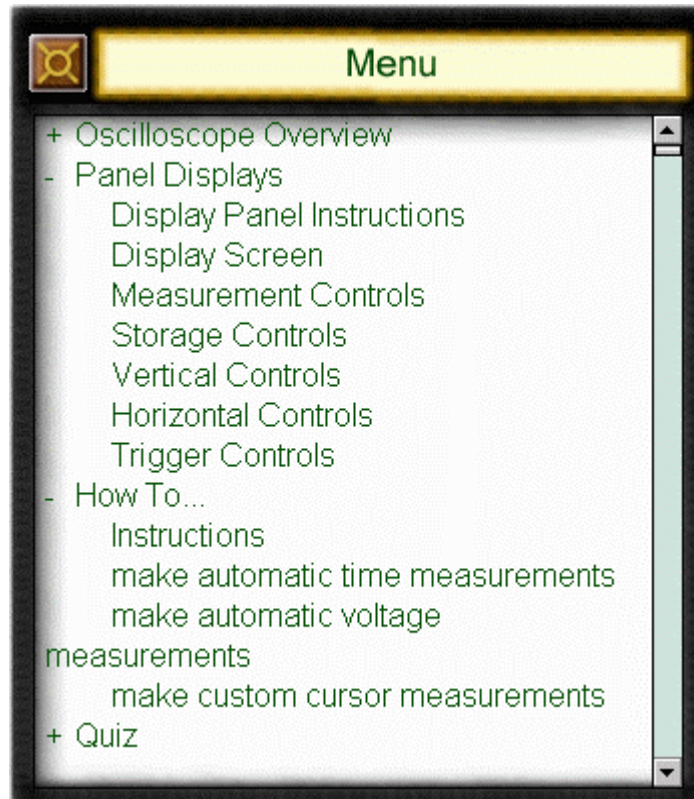 Menu
+ Oscilloscope Overview
- Panel Displays
Display Panel Instructions
Display Screen
Measurement Controls
Storage Controls
Vertical Controls
Horizontal Controls
Trigger Controls
- How To...
Instructions
make automatic time measurements
make automatic voltage
measurements
make custom cursor measurements
+ Quiz